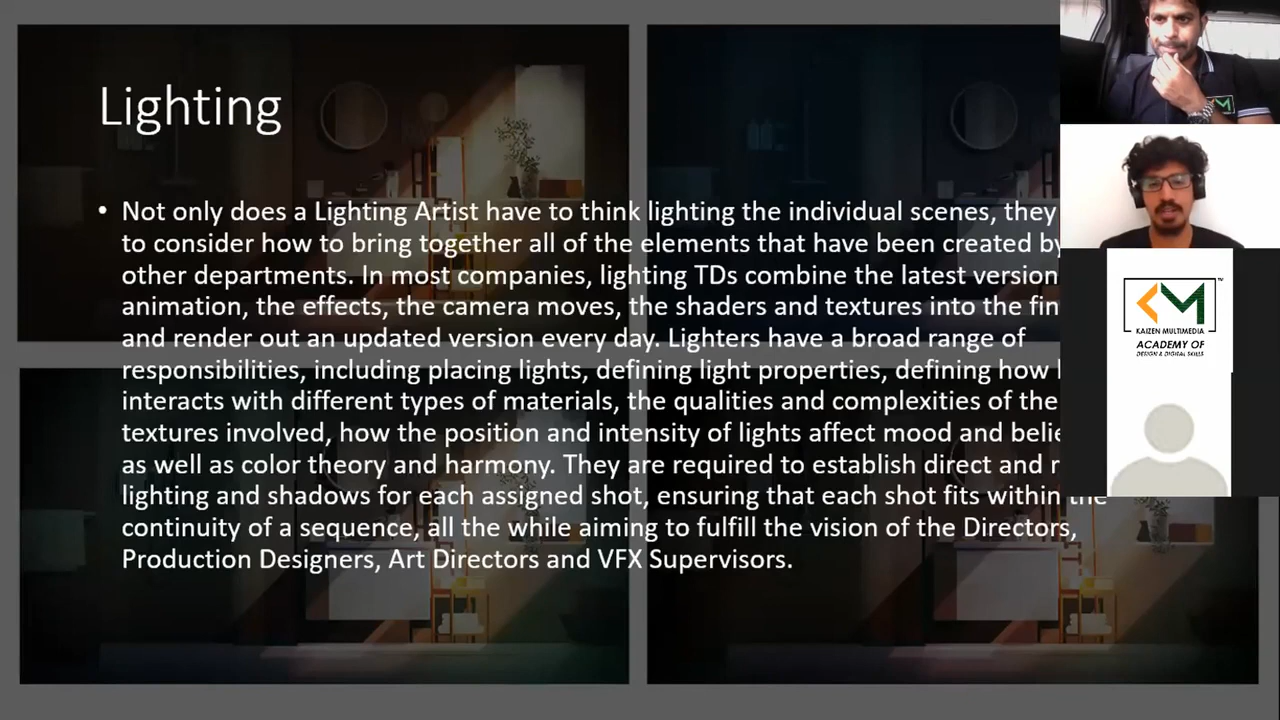 Lighting
• Not only does a Lighting Artist have to think lighting the individual scenes, they
to consider how to bring together all of the elements that have been created by
other departments. In most companies, lighting TDs combine the latest version
animation, the effects, the camera moves, the shaders and textures into the
and render out an updated version every day. Lighters have a broad range of
responsibilities, including placing lights, defining light properties, defining how
interacts with different types of materials, the qualities and complexities of the
textures involved, how the position and intensity of lights affect mood and
as well as color theory and harmony. They are required to establish direct and
lighting and shadows for each assigned shot, ensuring that each shot fits within the
continuity of a sequence, all the while aiming to fulfill the vision of the Directors,
Production Designers, Art Directors and VFX Supervisors.
KM
KM
KAIZEN MULTIMEDIA
ACADEMY OF
DESIGN & DIGITAL SKILLS